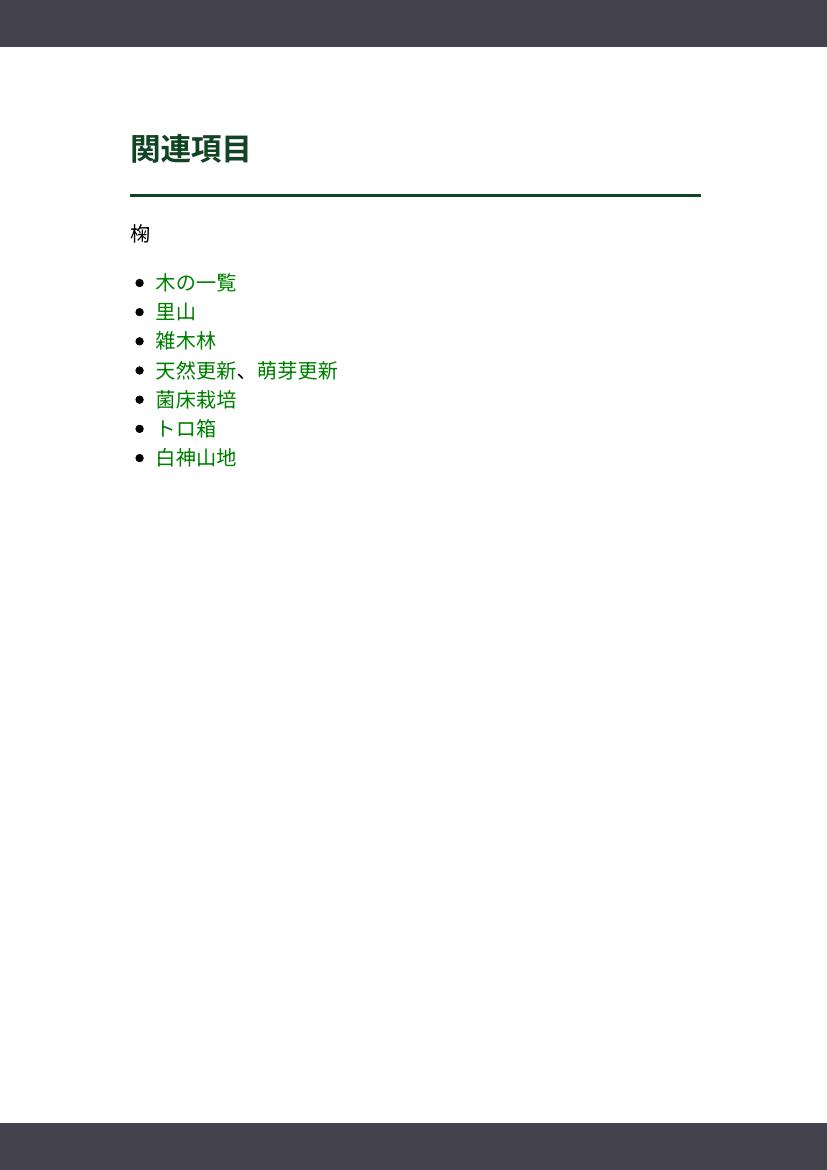 関連項目
椈
木の一覧
里山
雑木林
天然更新、萌芽更新
菌床栽培
トロ箱
白神山地